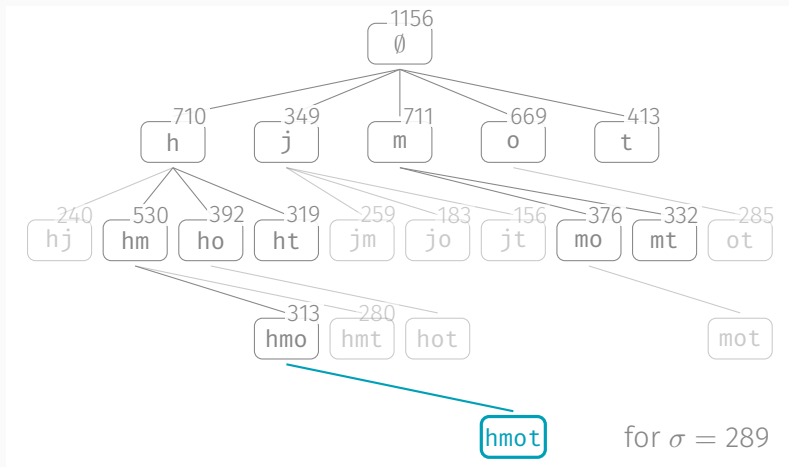 1156
∅
710 349 711 669 413
h j m o t
240 530 392 319 259 183 156 376 332 285
hj hm ho ht jm jo jt mo mt ot
313 280
hmo hmt hot mot
hmot for σ = 289